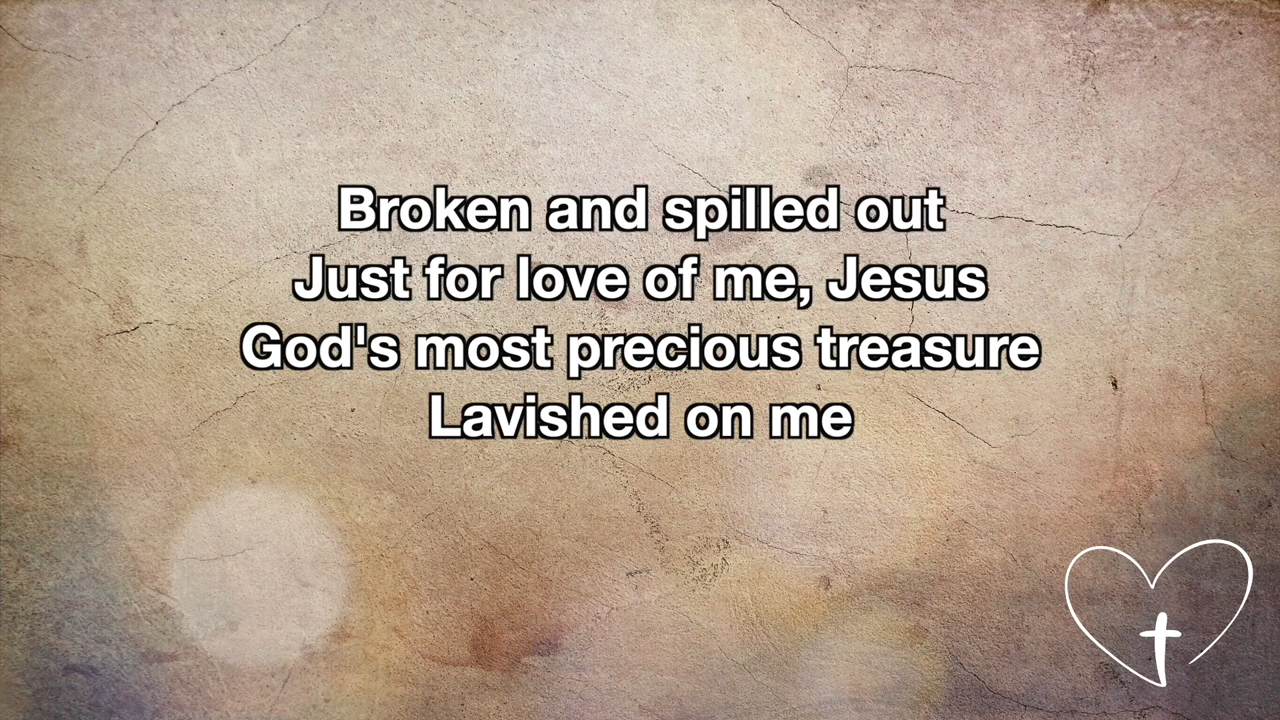 Broken and spilled out
Just for love of me, Jesus
God's most precious treasure
Lavished on me